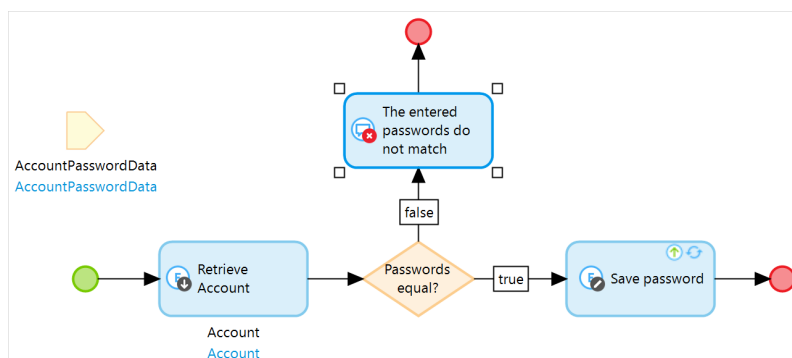 The entered
passwords do
not match
AccountPasswordData
AccountPasswordData
false
Retrieve
Account
Passwords
equal?
true
Save password
Account
Account